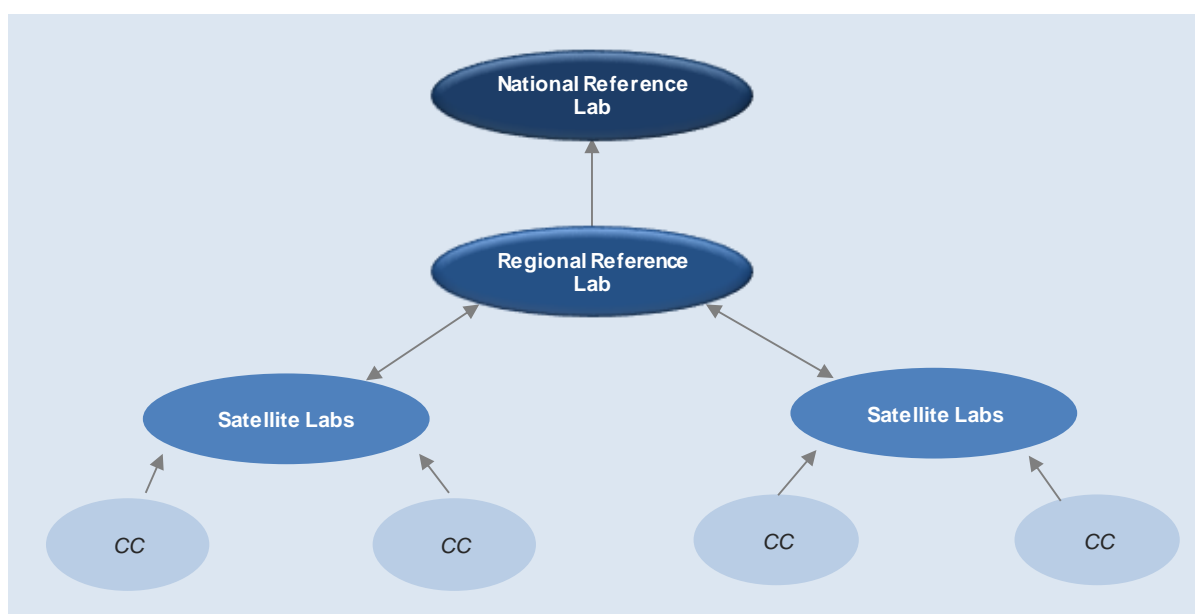 National Reference
Lab
Regional Reference
Lab
Satellite Labs
Satellite Labs
CC
CC
CC
CC